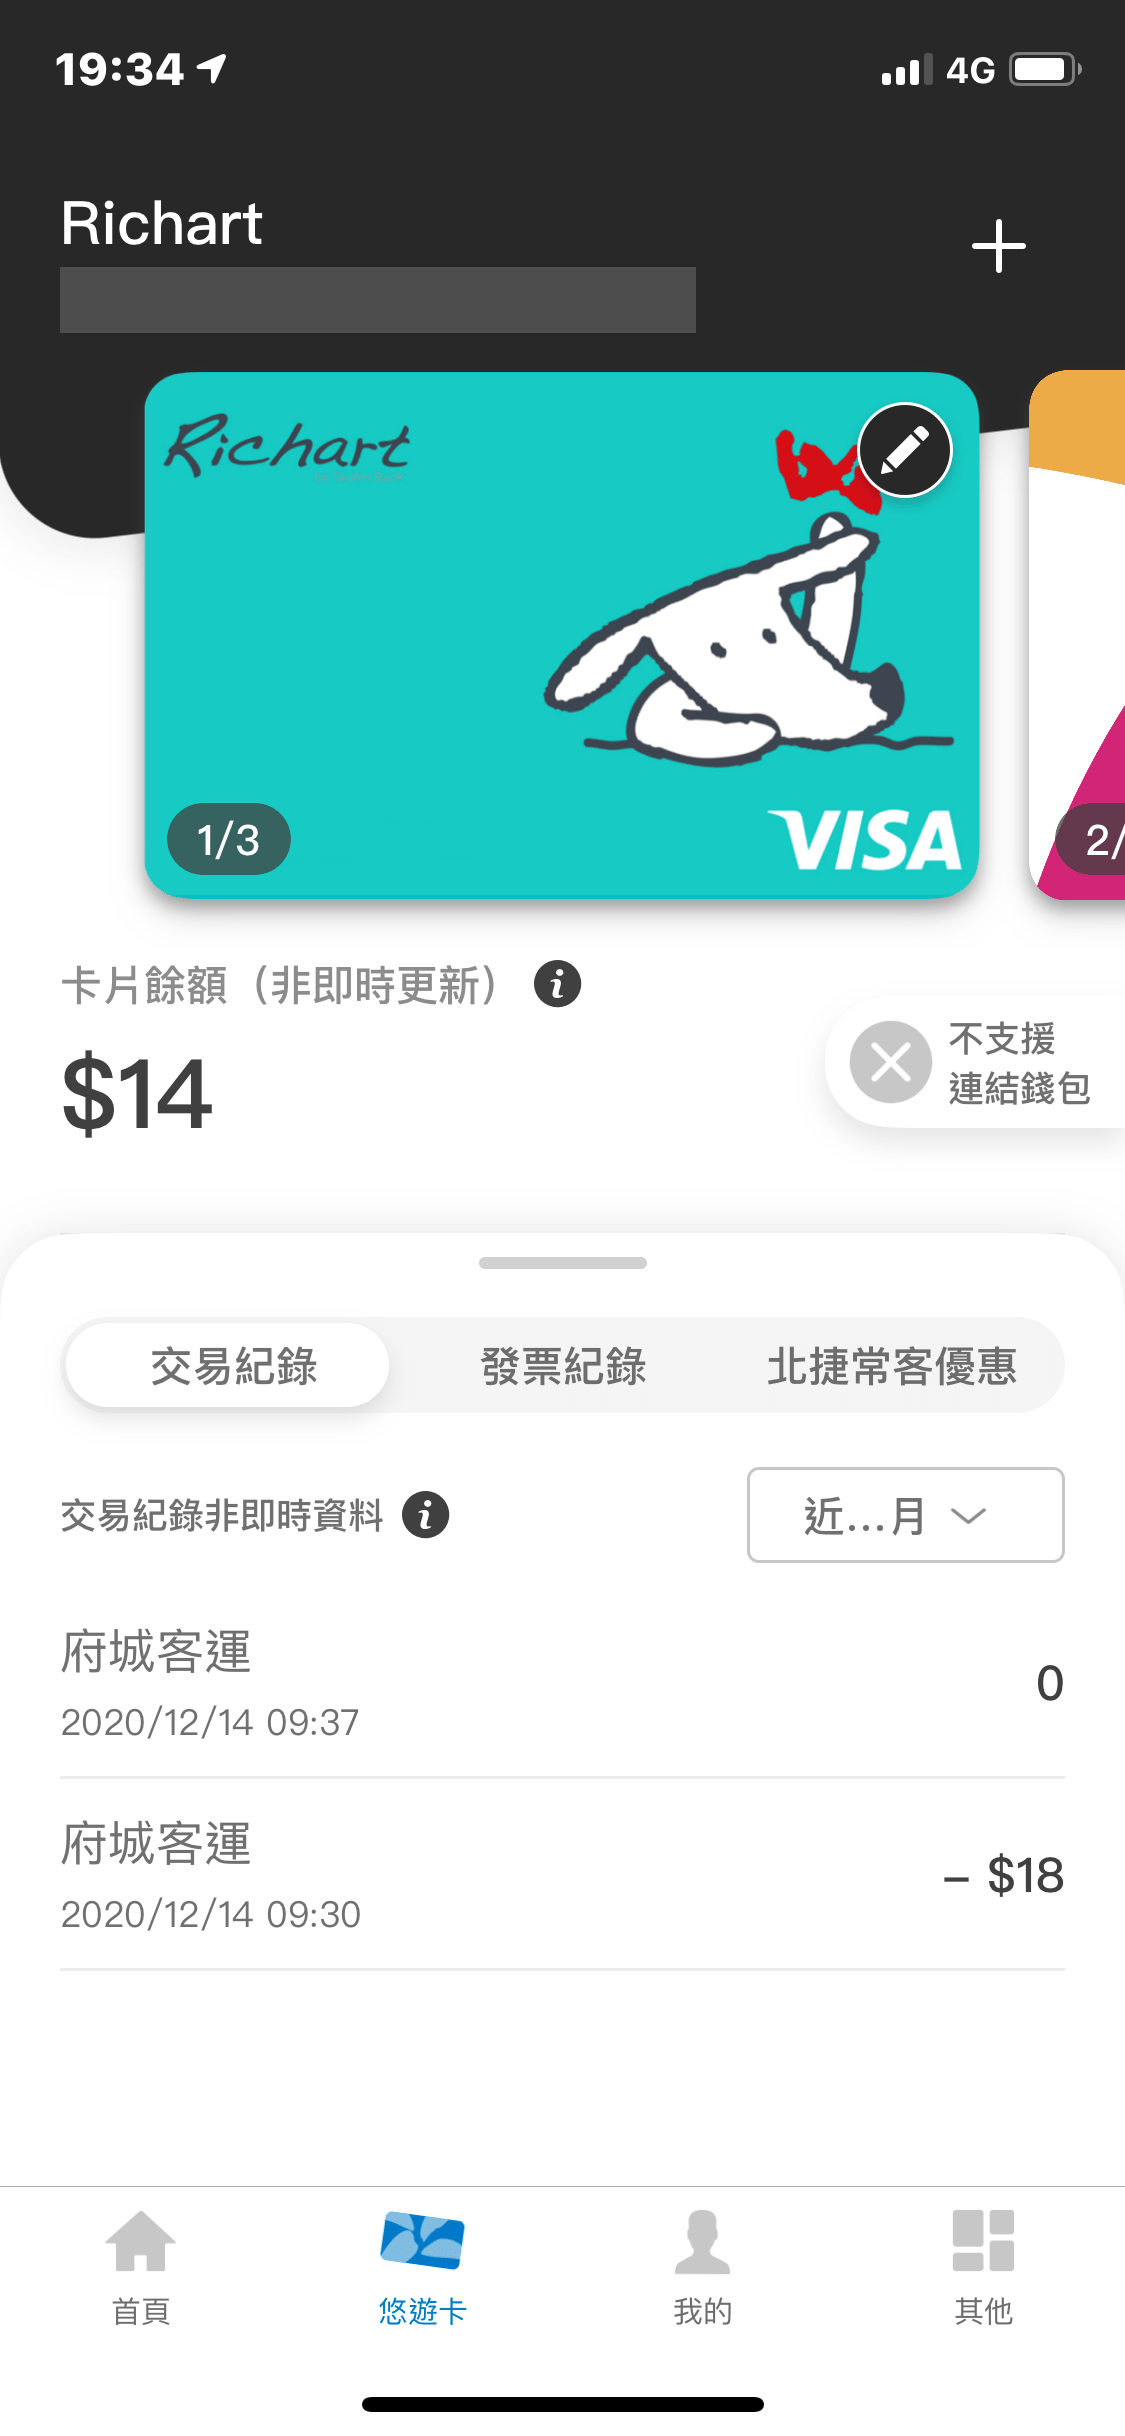 19:34
4G
Richart
Richart
1/3
VISA
2/
卡片餘額（非即時更新）
$14
不支援
連結錢包
交易紀錄
發票紀錄
北捷常客優惠
交易紀錄非即時資料
近...月
府城客運
0
2020/12/14 09:37
府城客運
– $18
2020/12/14 09:30
首頁
悠遊卡
我的
其他